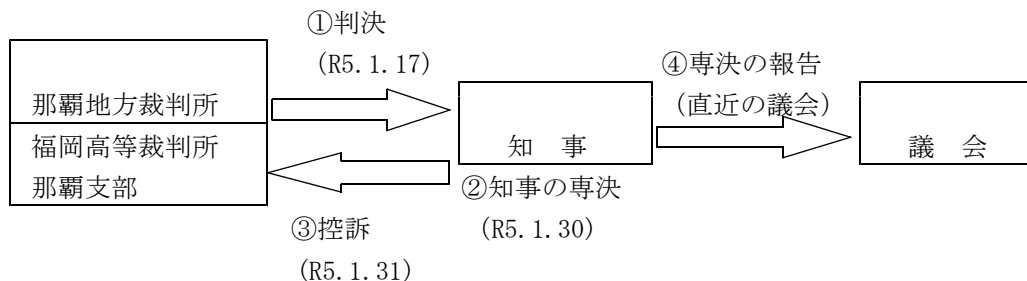 ①判決
(R5.1.17)
④専決の報告
（直近の議会）
那覇地方裁判所
福岡高等裁判所
那覇支部
知　事
議　会
②知事の専決
(R5.1.30)
③控訴
(R5.1.31)